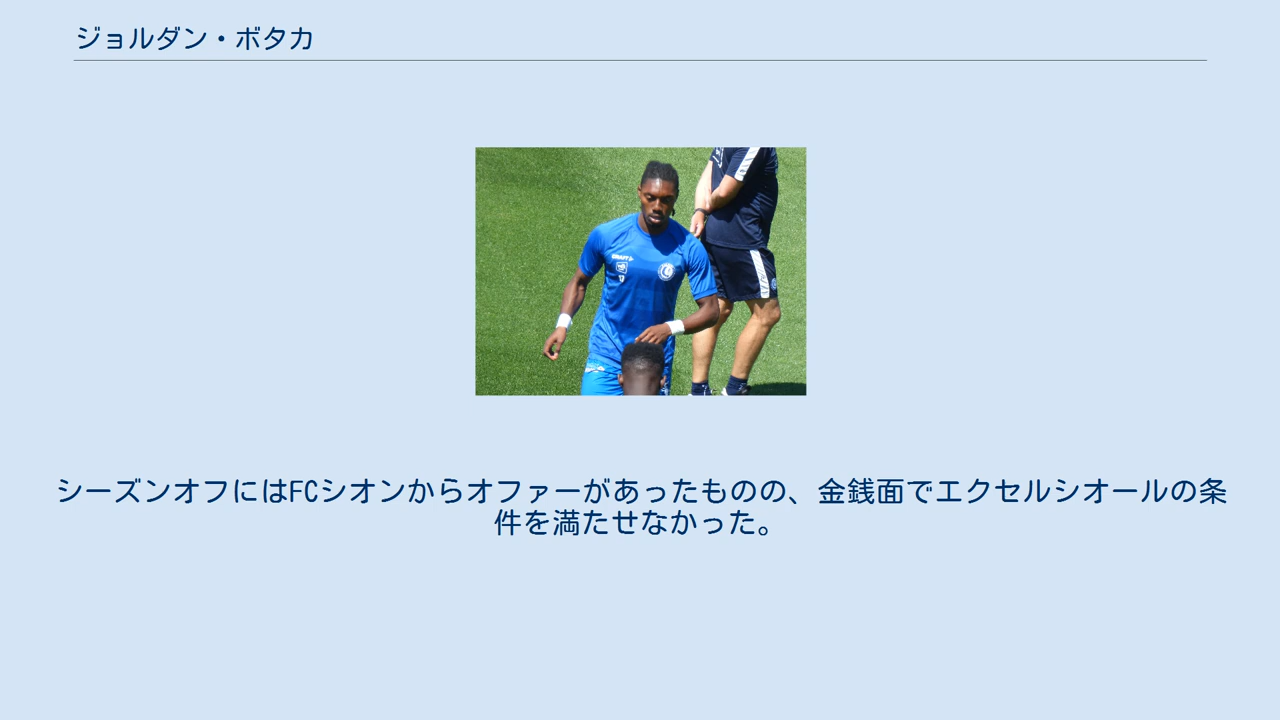 ジョルダン・ボタカ
シーズンオフにはFCシオンからオファーがあったものの、金銭面でエクセルシオールの条
件を満たせなかった。